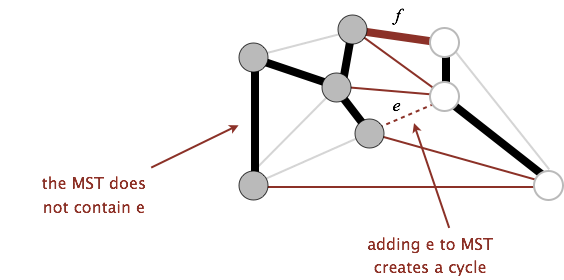 f
e
the MST does
not contain e
adding e to MST
creates a cycle